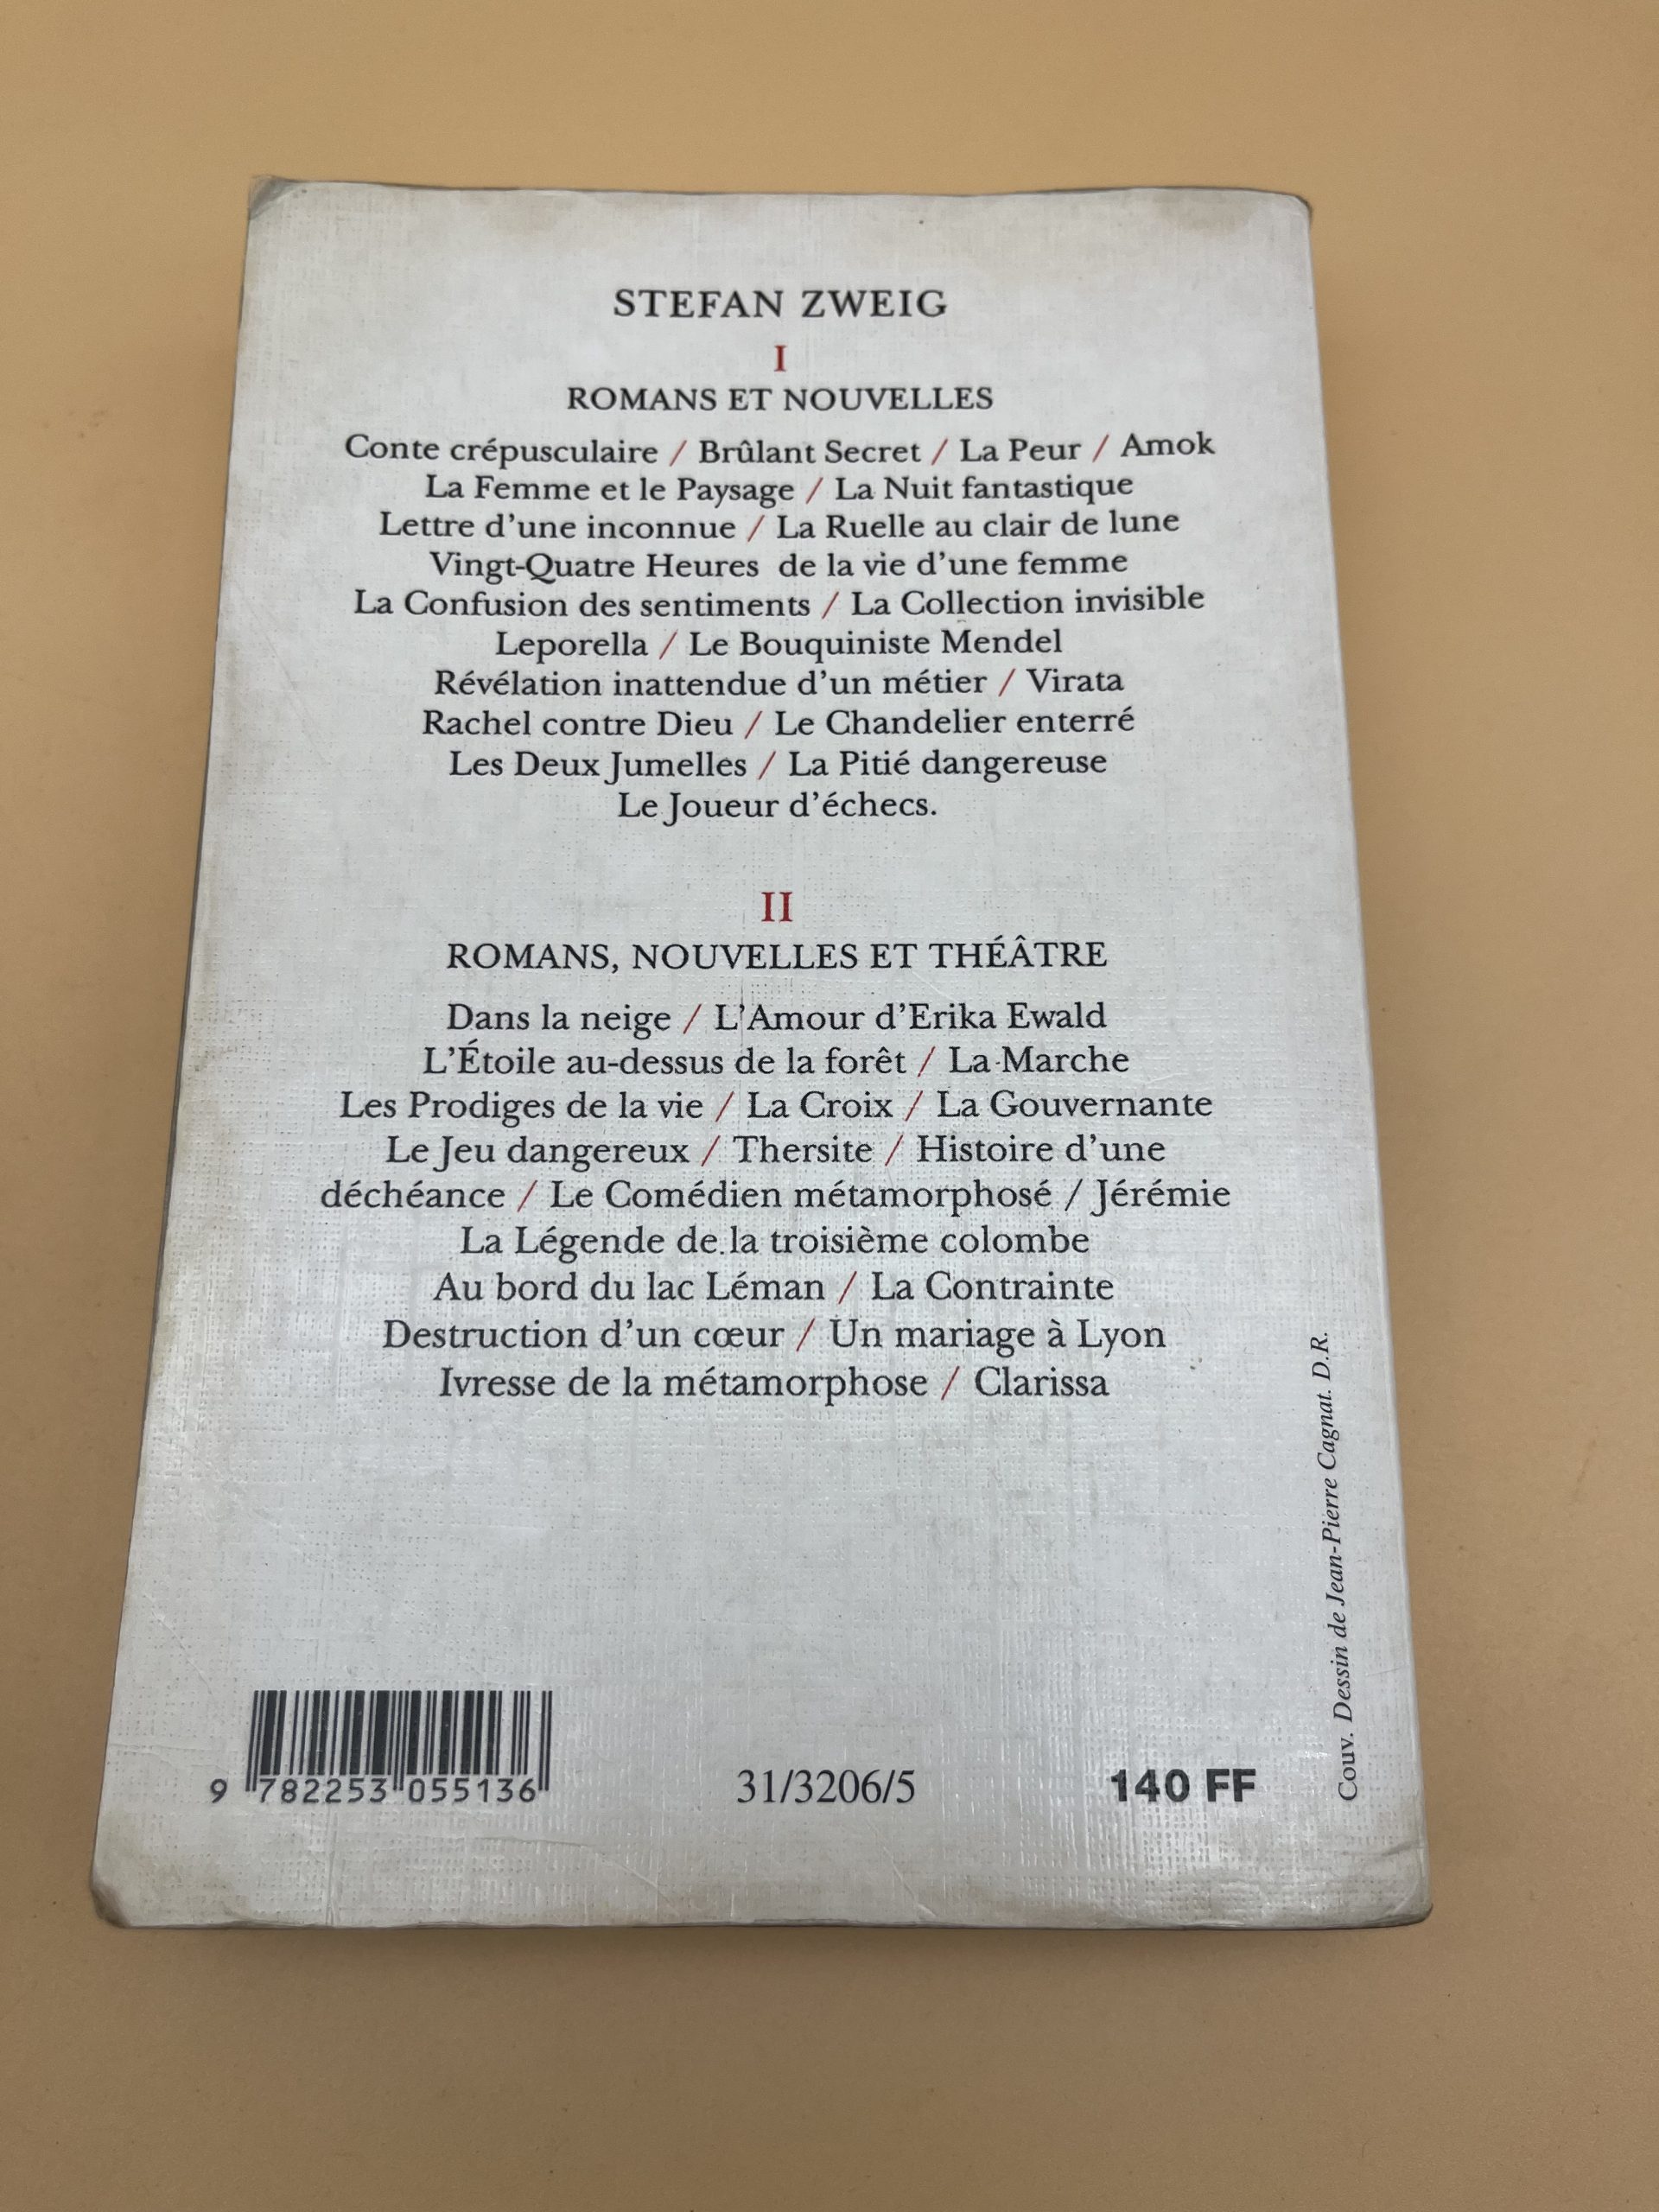 STEFAN ZWEIG
I
ROMANS ET NOUVELLES
Conte crépusculaire / Brûlant Secret / La Peur / Amok
La Femme et le Paysage / La Nuit fantastique
Lettre d'une inconnue / La Ruelle au clair de lune
Vingt-Quatre Heures de la vie d'une femme
La Confusion des sentiments / La Collection invisible
Leporella / Le Bouquiniste Mendel
Révélation inattendue d'un métier / Virata
Rachel contre Dieu / Le Chandelier enterré
Les Deux Jumelles / La Pitié dangereuse
Le Joueur d'échecs.
II
ROMANS, NOUVELLES ET THÉÂTRE
Dans la neige / L'Amour d'Erika Ewald
L'Étoile au-dessus de la forêt / La Marche
Les Prodiges de la vie / La Croix / La Gouvernante
Le Jeu dangereux / Thersite / Histoire d'une
déchéance / Le Comédien métamorphosé / Jérémie
La Légende de la troisième colombe
Au bord du lac Léman / La Contrainte
Destruction d'un cœur / Un mariage à Lyon
Ivresse de la métamorphose / Clarissa
9 782253 055136
31/3206/5
140 FF
Couv. Dessin de Jean-Pierre Cagnat. D.R.